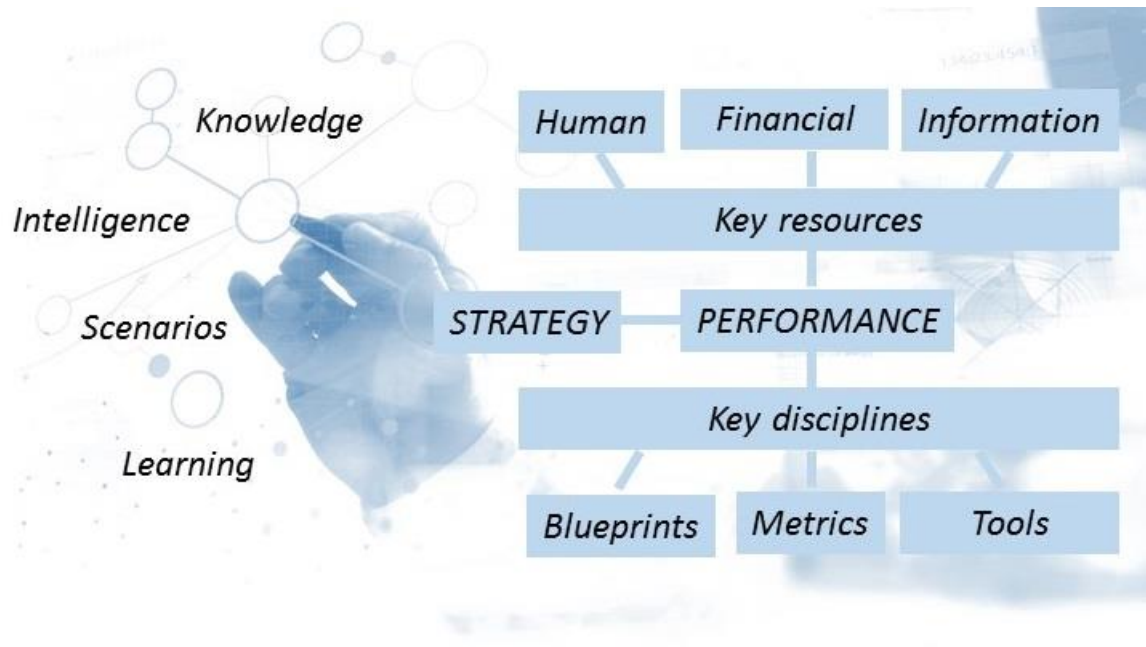 Knowledge
Intelligence
Scenarios
Learning
Human
Financial
Information
Key resources
STRATEGY
PERFORMANCE
Key disciplines
Blueprints
Metrics
Tools